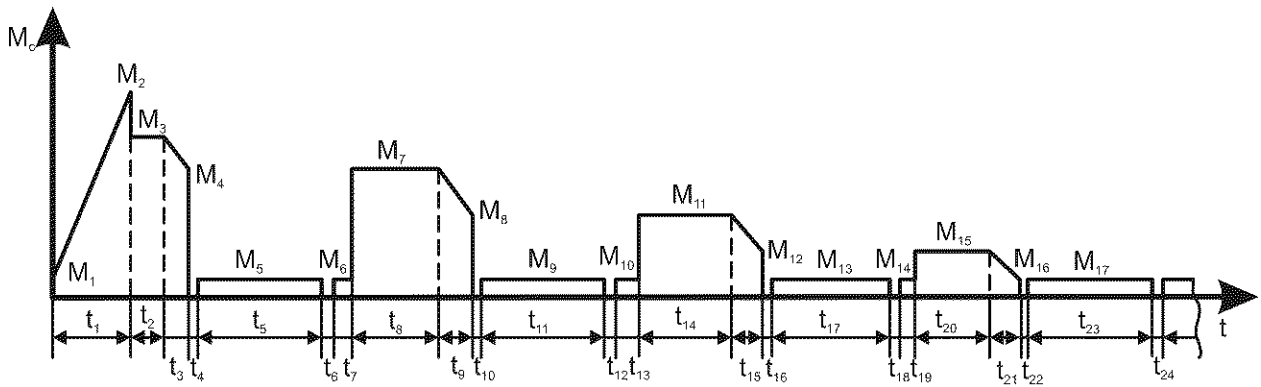 M₀
M₂
M₃
M₇
M₄
M₁₁
M₈
M₁₅
M₁
M₅
M₆
M₉
M₁₀
M₁₂
M₁₃
M₁₄
M₁₆
M₁₇
t₁
t₂
t₅
t₈
t₁₁
t₁₄
t₁₇
t₂₀
t₂₃
t
t₃
t₄
t₆
t₇
t₉
t₁₀
t₁₂
t₁₃
t₁₅
t₁₆
t₁₈
t₁₉
t₂₁
t₂₂
t₂₄